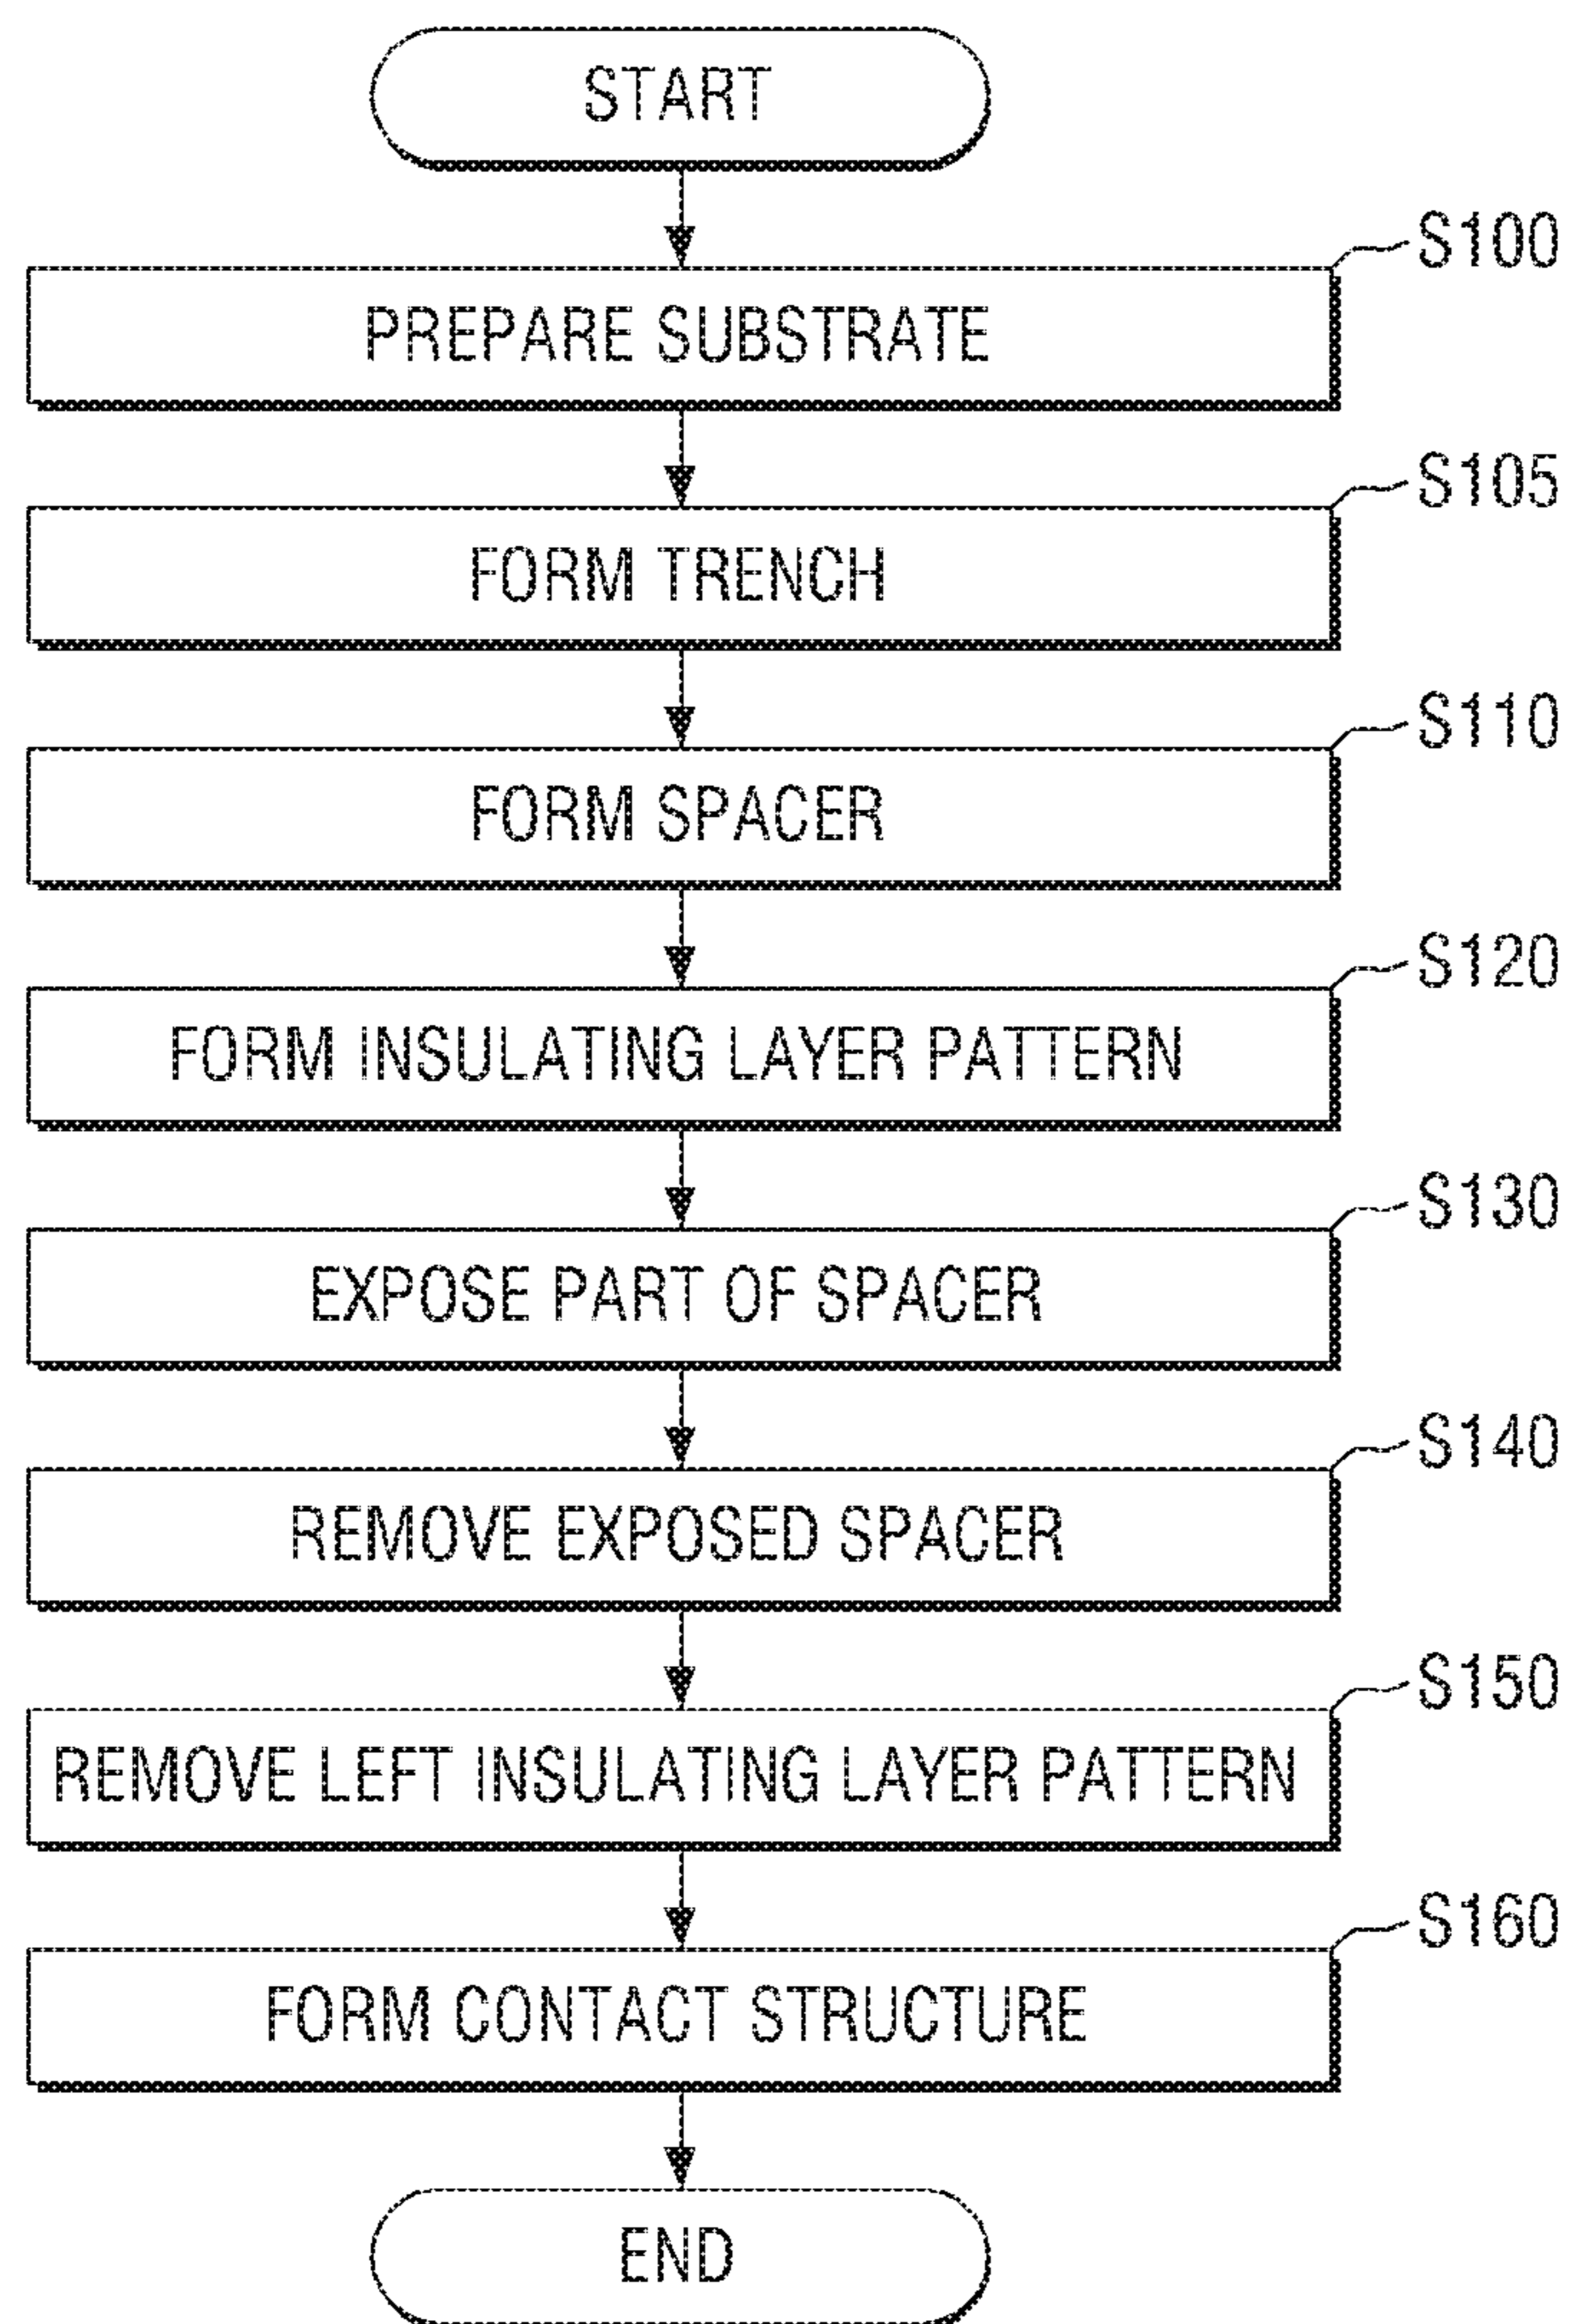 START
S100
PREPARE SUBSTRATE
S105
FORM TRENCH
S110
FORM SPACER
S120
FORM INSULATING LAYER PATTERN
S130
EXPOSE PART OF SPACER
S140
REMOVE EXPOSED SPACER
S150
REMOVE LEFT INSULATING LAYER PATTERN
S160
FORM CONTACT STRUCTURE
END